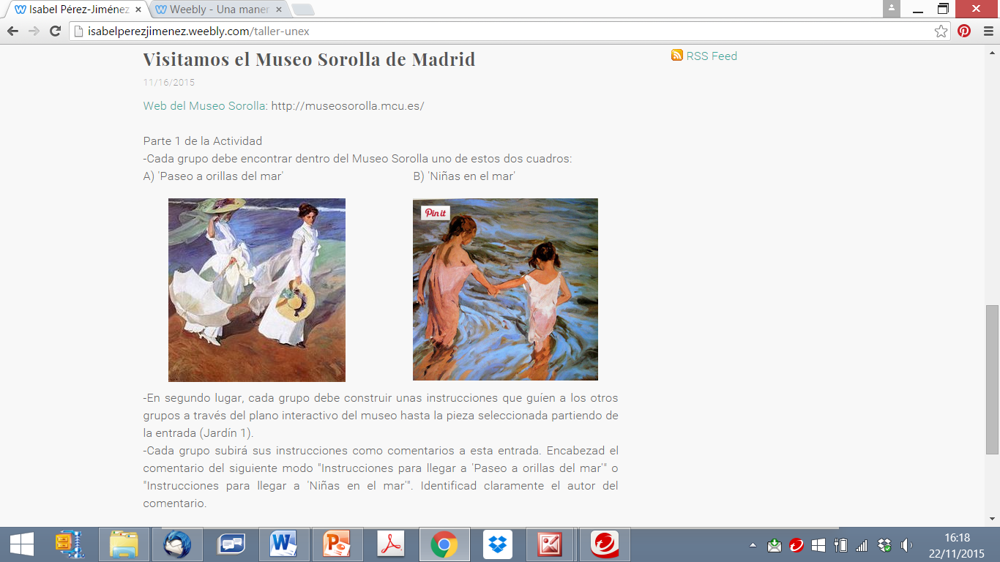 Isabel Pérez-Jiménez
Weebly - Una maner
isabelperezjimenez.weebly.com/taller-unex
Visitamos el Museo Sorolla de Madrid
RSS Feed
11/16/2015
Web del Museo Sorolla: http://museosorolla.mcu.es/
Parte 1 de la Actividad
-Cada grupo debe encontrar dentro del Museo Sorolla uno de estos dos cuadros:
A) 'Paseo a orillas del mar' B) 'Niñas en el mar'
Pin it
-En segundo lugar, cada grupo debe construir unas instrucciones que guíen a los otros
grupos a través del plano interactivo del museo hasta la pieza seleccionada partiendo de
la entrada (Jardín 1).
-Cada grupo subirá sus instrucciones como comentarios a esta entrada. Encabezad el
comentario del siguiente modo "Instrucciones para llegar a 'Paseo a orillas del mar'" o
"Instrucciones para llegar a 'Niñas en el mar'". Identificad claramente el autor del
comentario.
16:18
22/11/2015